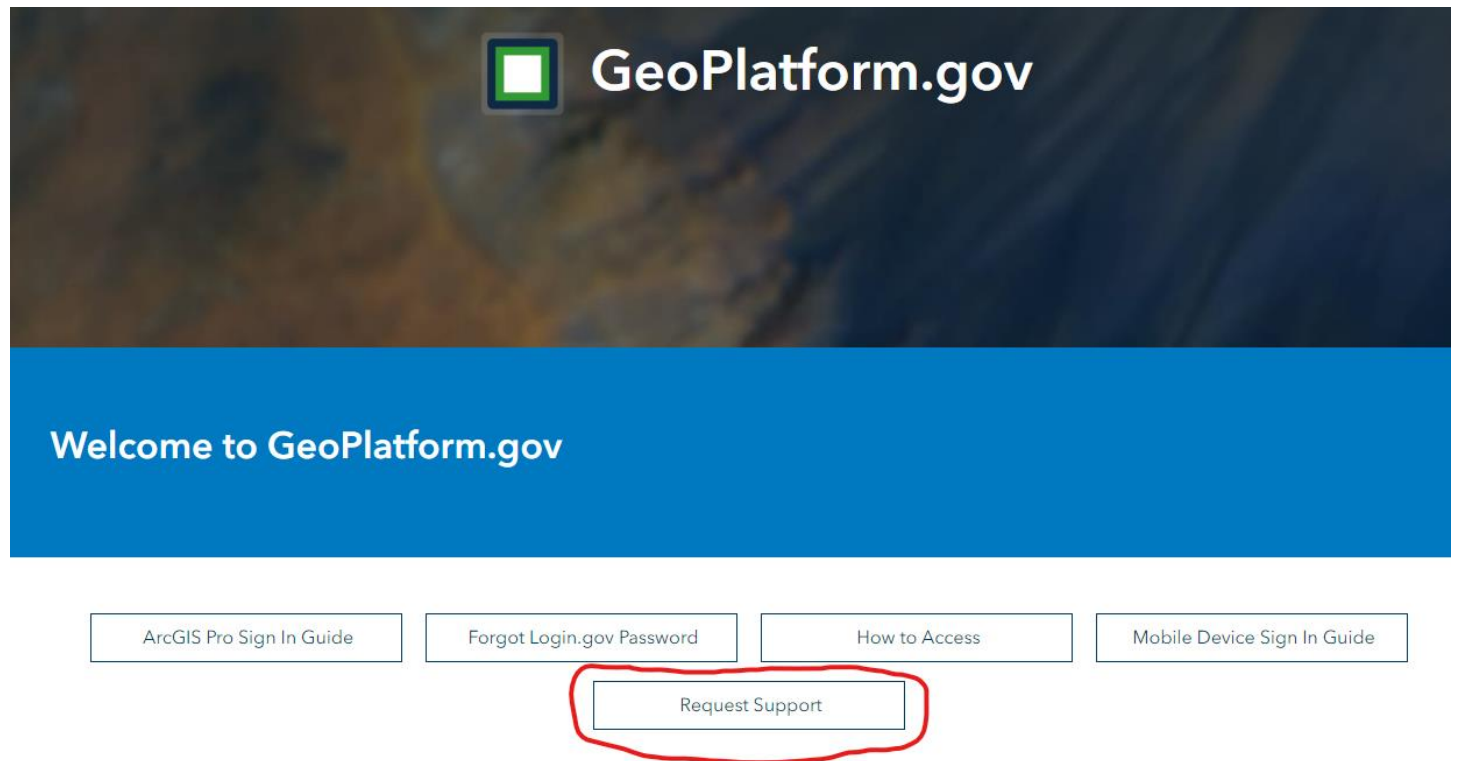 GeoPlatform.gov
Welcome to GeoPlatform.gov
ArcGIS Pro Sign In Guide
Forgot Login.gov Password
How to Access
Mobile Device Sign In Guide
Request Support